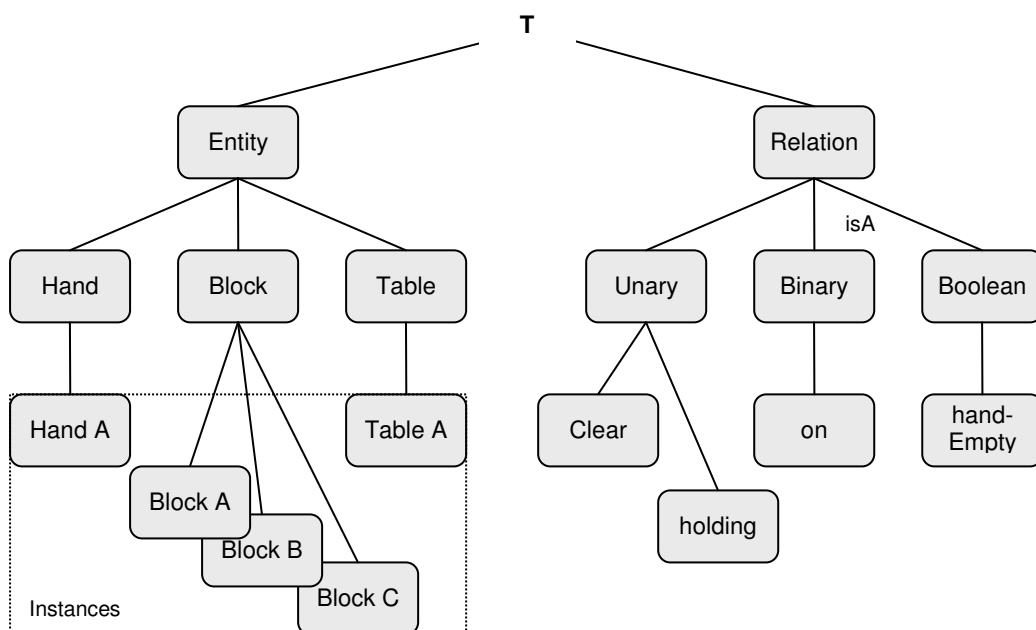 T
Entity
Relation
isA
Hand
Block
Table
Unary
Binary
Boolean
Hand A
Table A
Clear
on
hand-
Empty
Block A
Block B
Block C
holding
Instances